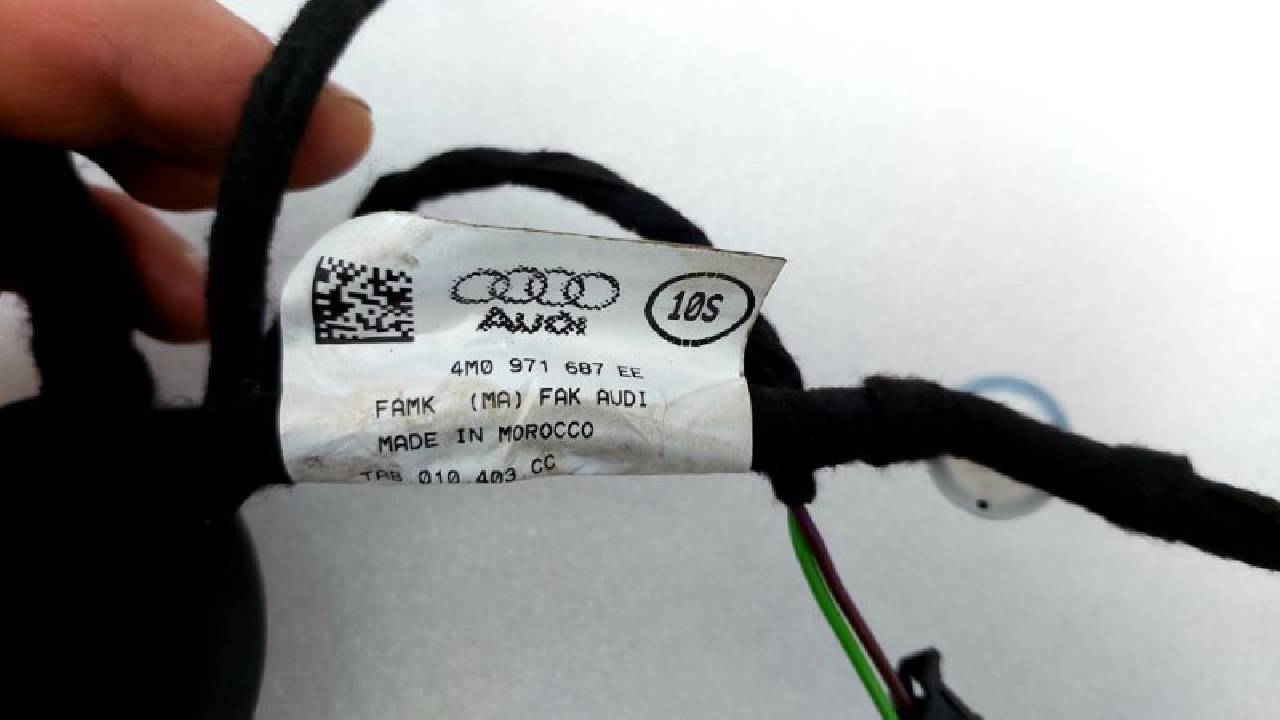 AUDI
10S
4M0 971 687 EE
FAMK (MA) FAK AUDI
MADE IN MOROCCO
TAB 010 403 CC